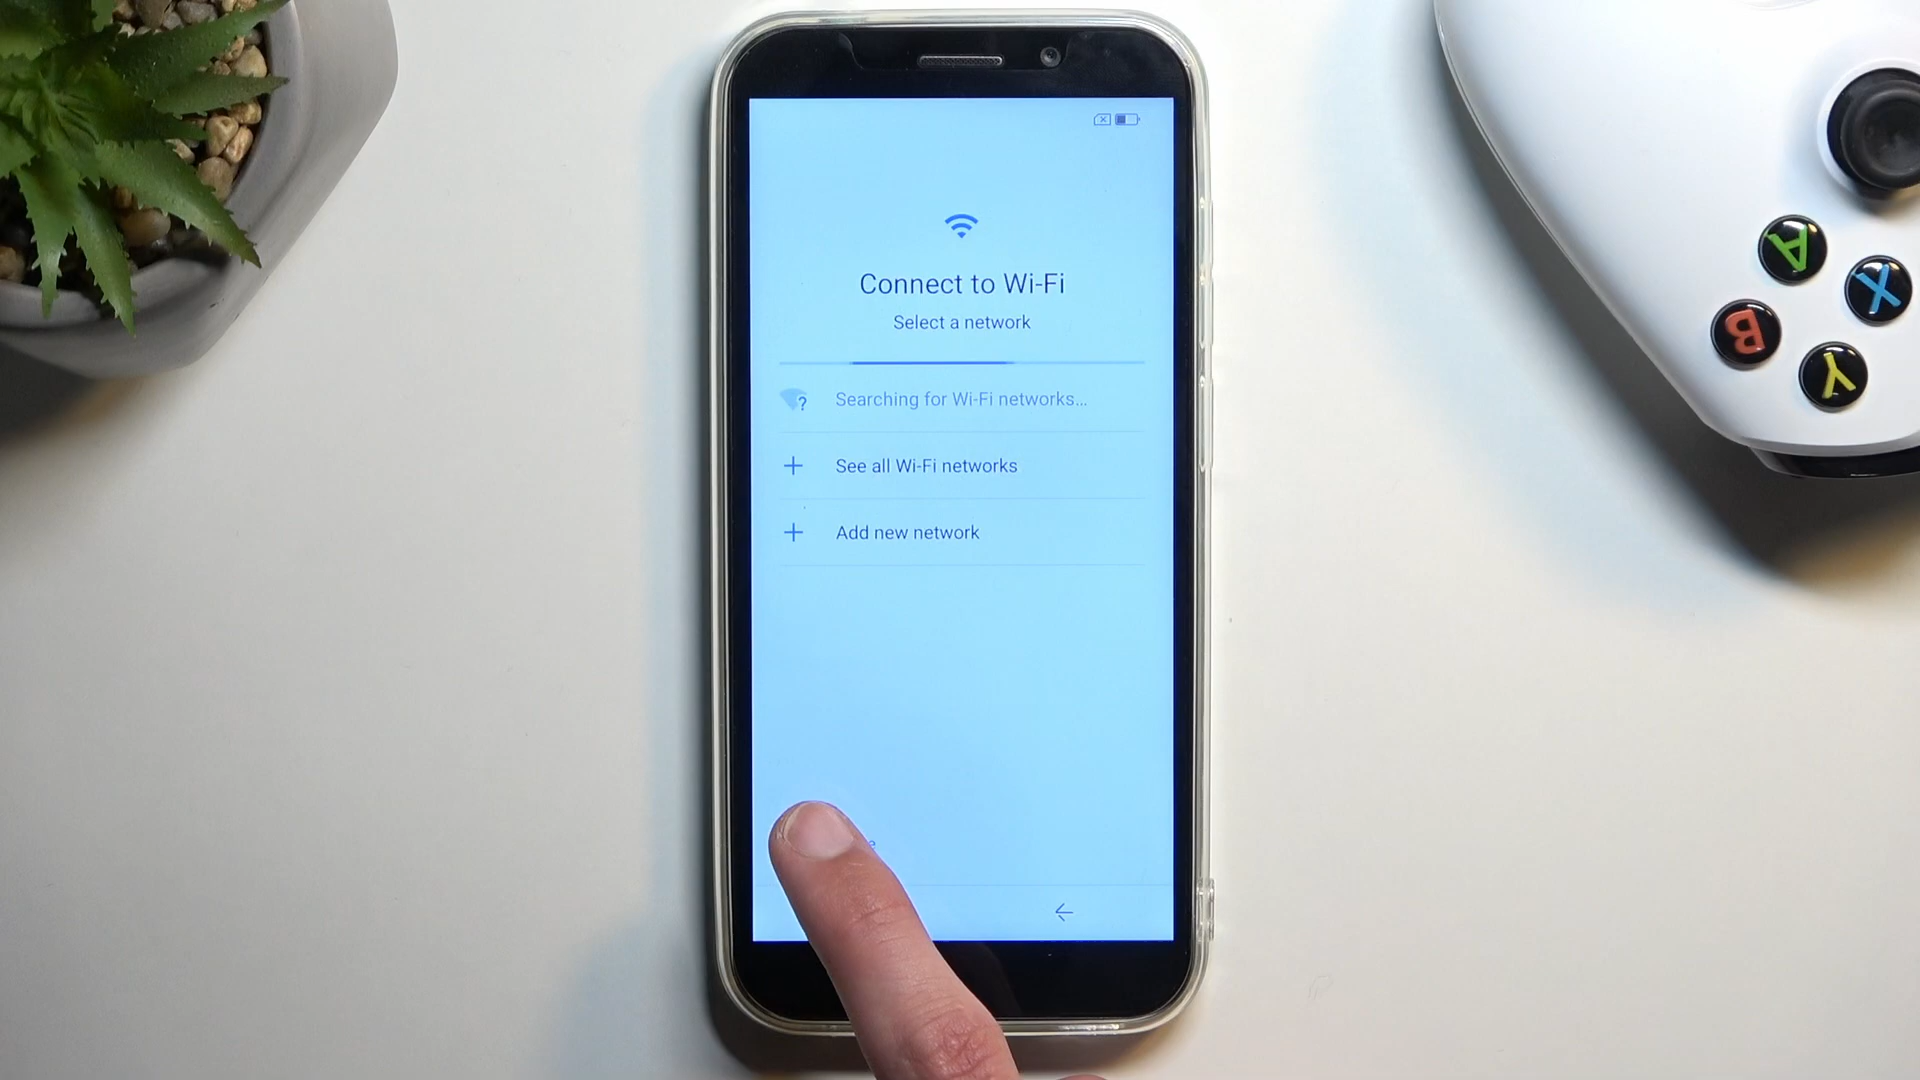 Connect to Wi-Fi
Select a network
Searching for Wi-Fi networks...
See all Wi-Fi networks
Add new network
A
X
B
Y